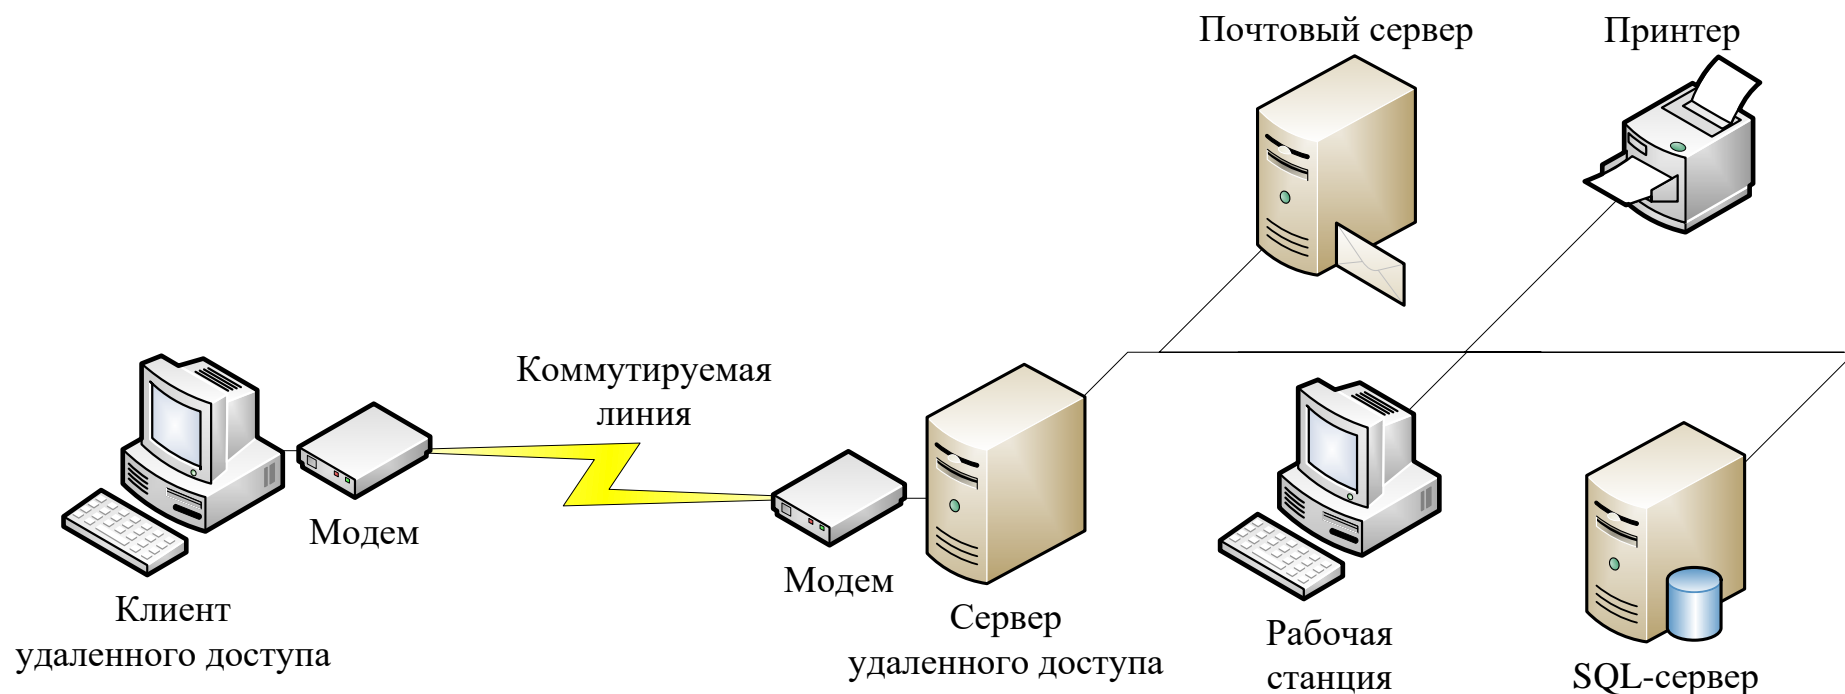 Почтовый сервер
Принтер
Коммутируемая
линия
Модем
Модем
Клиент
удаленного доступа
Сервер
удаленного доступа
Рабочая
станция
SQL-сервер